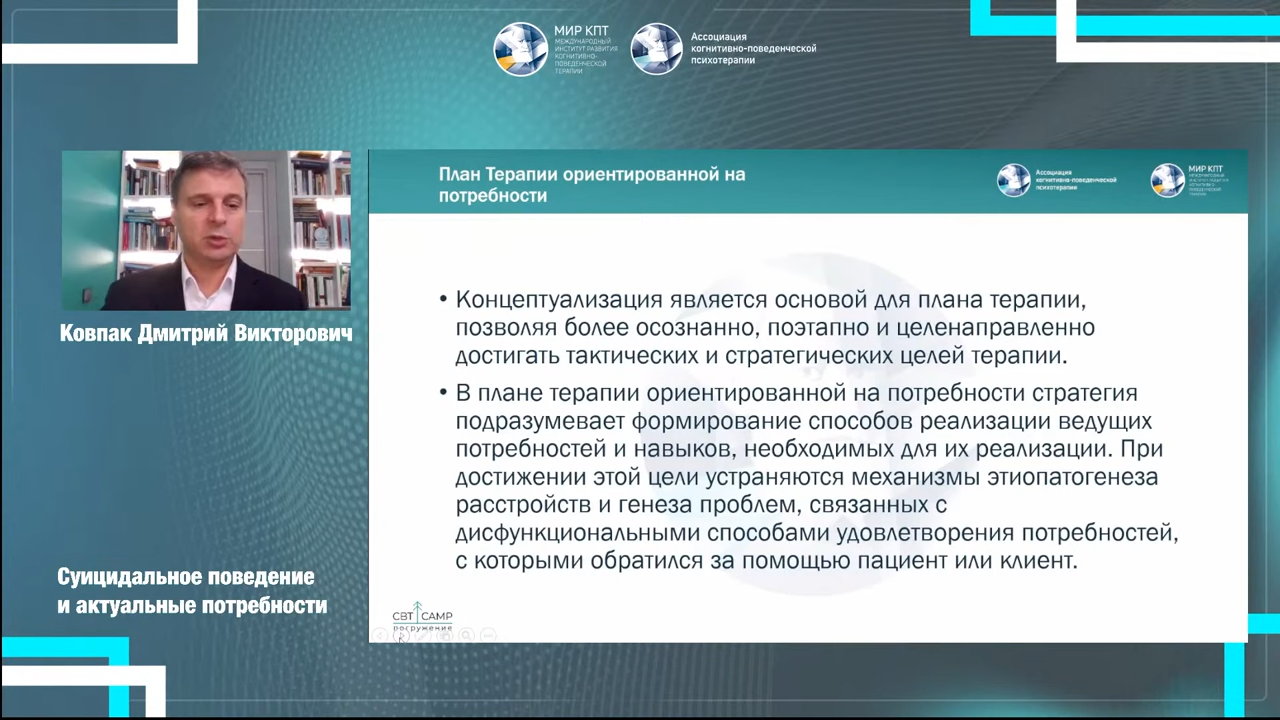 МИР КПТ
МЕЖДУНАРОДНЫЙ
ИНСТИТУТ РАЗВИТИЯ
КОГНИТИВНО-
ПОВЕДЕНЧЕСКОЙ
ТЕРАПИИ
Ассоциация
когнитивно-поведенческой
психотерапии
План Терапии ориентированной на
потребности
Ассоциация
когнитивно-поведенческой
психотерапии
МИР КПТ
Ковпак Дмитрий Викторович
• Концептуализация является основой для плана терапии,
позволяя более осознанно, поэтапно и целенаправленно
достигать тактических и стратегических целей терапии.
• В плане терапии ориентированной на потребности стратегия
подразумевает формирование способов реализации ведущих
потребностей и навыков, необходимых для их реализации. При
достижении этой цели устраняются механизмы этиопатогенеза
расстройств и генеза проблем, связанных с
дисфункциональными способами удовлетворения потребностей,
с которыми обратился за помощью пациент или клиент.
Суицидальное поведение
и актуальные потребности
CBT CAMP
погружение